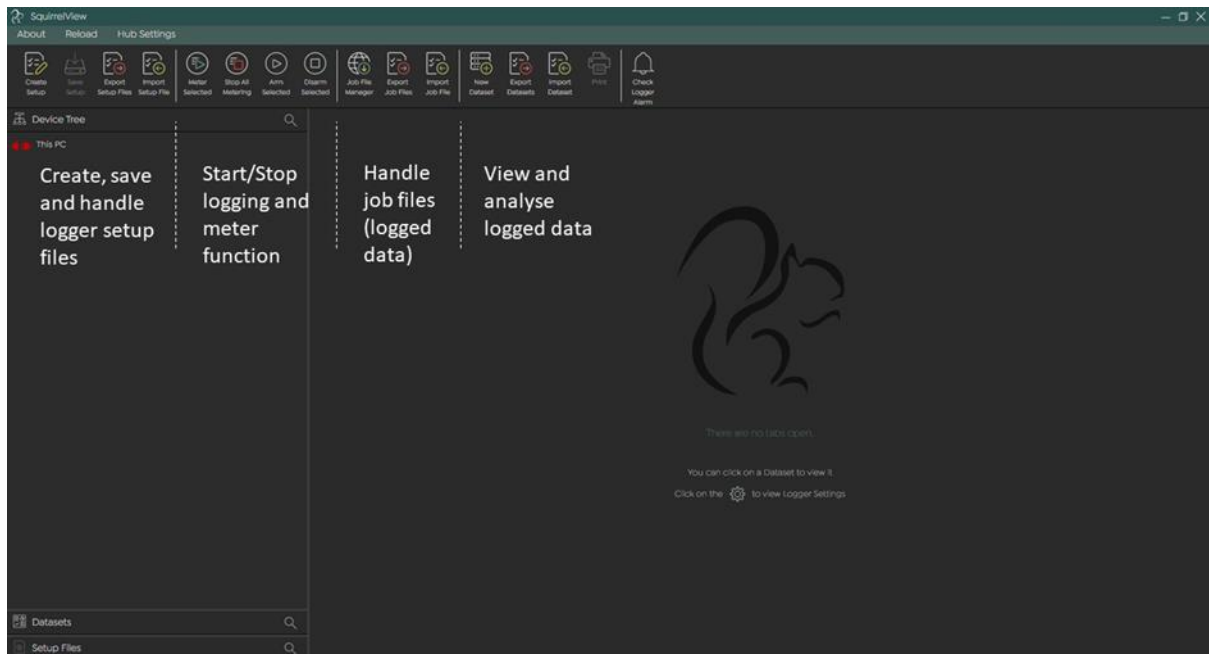 SquirrelView
About Reload Hub Settings
Create Setup
Save Setup
Export Setup Files
Import Setup File
Meter Selected
Stop All Metering
Arm Selected
Disarm Selected
Job File Manager
Export Job Files
Import Job File
New Dataset
Export Datasets
Import Dataset
Print
Check Logger Alarm
Device Tree
This PC
Create, save
and handle
logger setup
files
Start/Stop
logging and
meter
function
Handle
job files
(logged
data)
View and
analyse
logged data
There are no tabs open.
You can click on a Dataset to view it
Click on the to view Logger Settings
Datasets
Setup Files